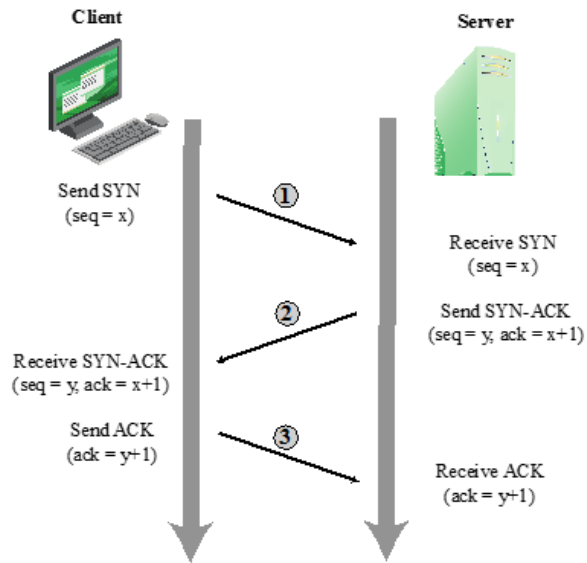 Client
Server
Send SYN
(seq = x)
1
Receive SYN
(seq = x)
2
Send SYN-ACK
(seq = y, ack = x+1)
Receive SYN-ACK
(seq = y, ack = x+1)
Send ACK
(ack = y+1)
3
Receive ACK
(ack = y+1)